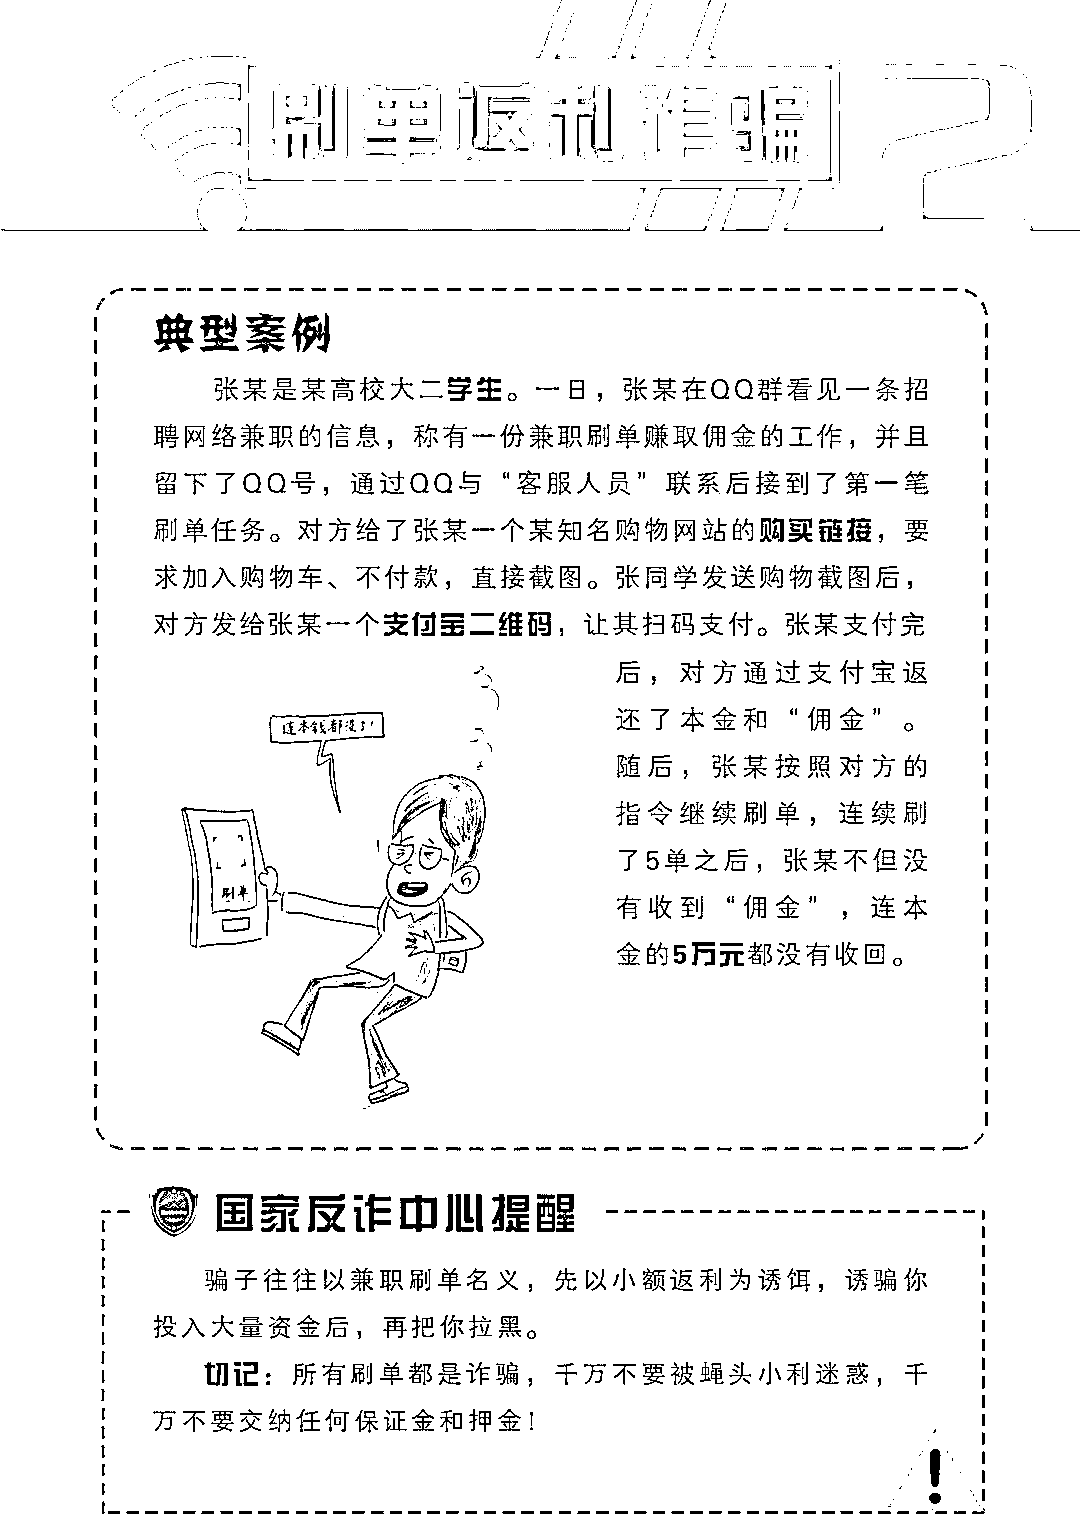 刷单返利诈骗
2
典型案例
张某是某高校大二学生。一日，张某在QQ群看见一条招
聘网络兼职的信息，称有一份兼职刷单赚取佣金的工作，并且
留下了QQ号，通过QQ与“客服人员”联系后接到了第一笔
刷单任务。对方给了张某一个某知名购物网站的购买链接，要
求加入购物车、不付款，直接截图。张同学发送购物截图后，
对方发给张某一个支付宝二维码，让其扫码支付。张某支付完
后，对方通过支付宝返
还了本金和“佣金”。
随后，张某按照对方的
指令继续刷单，连续刷
了5单之后，张某不但没
有收到“佣金”，连本
金的5万元都没有收回。
连本钱都没了！
刷单
国家反诈中心提醒
骗子往往以兼职刷单名义，先以小额返利为诱饵，诱骗你
投入大量资金后，再把你拉黑。
切记：所有刷单都是诈骗，千万不要被蝇头小利迷惑，千
万不要交纳任何保证金和押金！